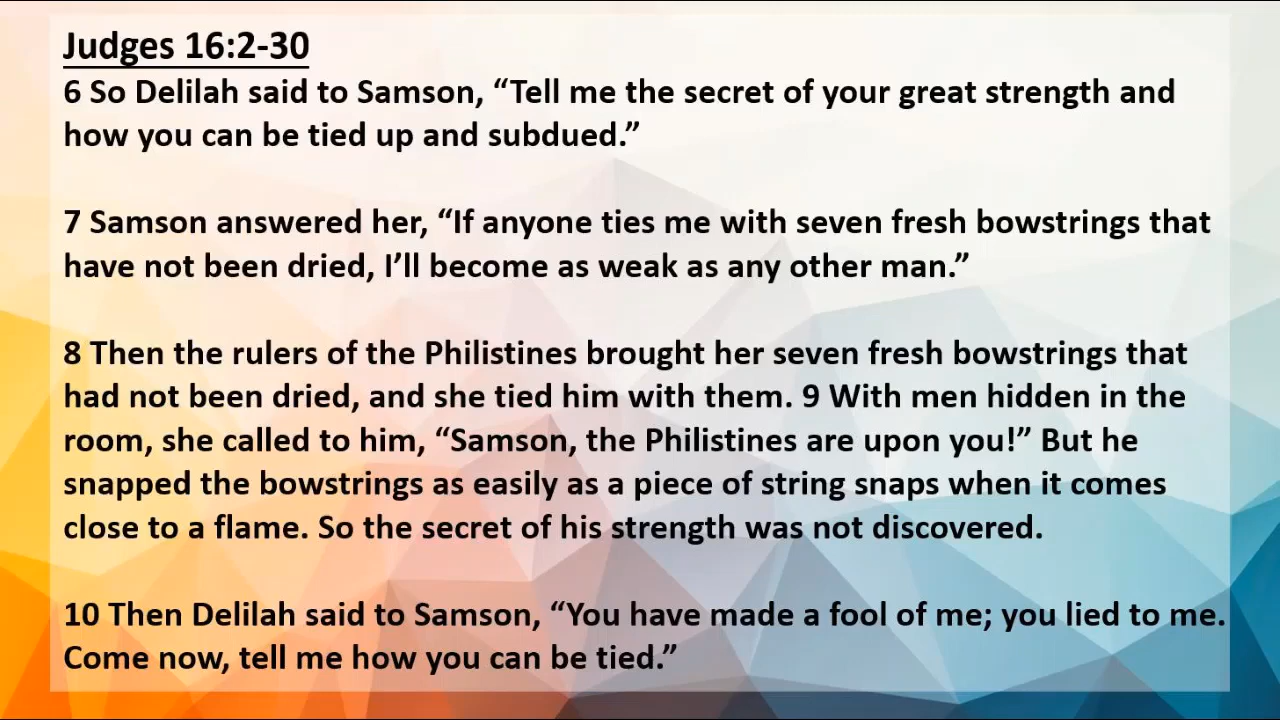 Judges 16:2-30
6 So Delilah said to Samson, “Tell me the secret of your great strength and
how you can be tied up and subdued.”
7 Samson answered her, “If anyone ties me with seven fresh bowstrings that
have not been dried, I’ll become as weak as any other man.”
8 Then the rulers of the Philistines brought her seven fresh bowstrings that
had not been dried, and she tied him with them. 9 With men hidden in the
room, she called to him, “Samson, the Philistines are upon you!” But he
snapped the bowstrings as easily as a piece of string snaps when it comes
close to a flame. So the secret of his strength was not discovered.
10 Then Delilah said to Samson, “You have made a fool of me; you lied to me.
Come now, tell me how you can be tied.”